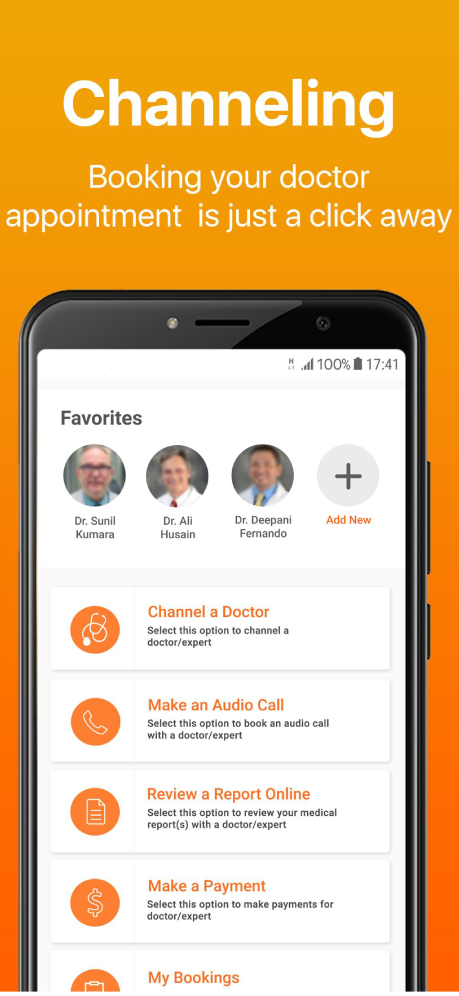 Channeling
Booking your doctor
appointment is just a click away
H
100% 17:41
Favorites
Dr. Sunil
Kumara
Dr. Ali
Husain
Dr. Deepani
Fernando
Add New
Channel a Doctor
Select this option to channel a
doctor/expert
Make an Audio Call
Select this option to book an audio call
with a doctor/expert
Review a Report Online
Select this option to review your medical
report(s) with a doctor/expert
Make a Payment
Select this option to make payments for
doctor/expert
My Bookings